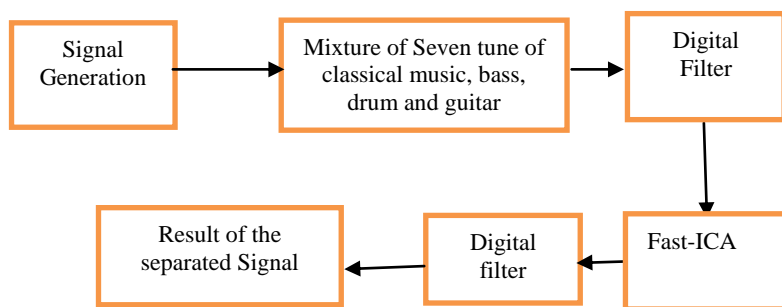 Signal
Generation
Mixture of Seven tune of
classical music, bass,
drum and guitar
Digital
Filter
Fast-ICA
Digital
filter
Result of the
separated Signal